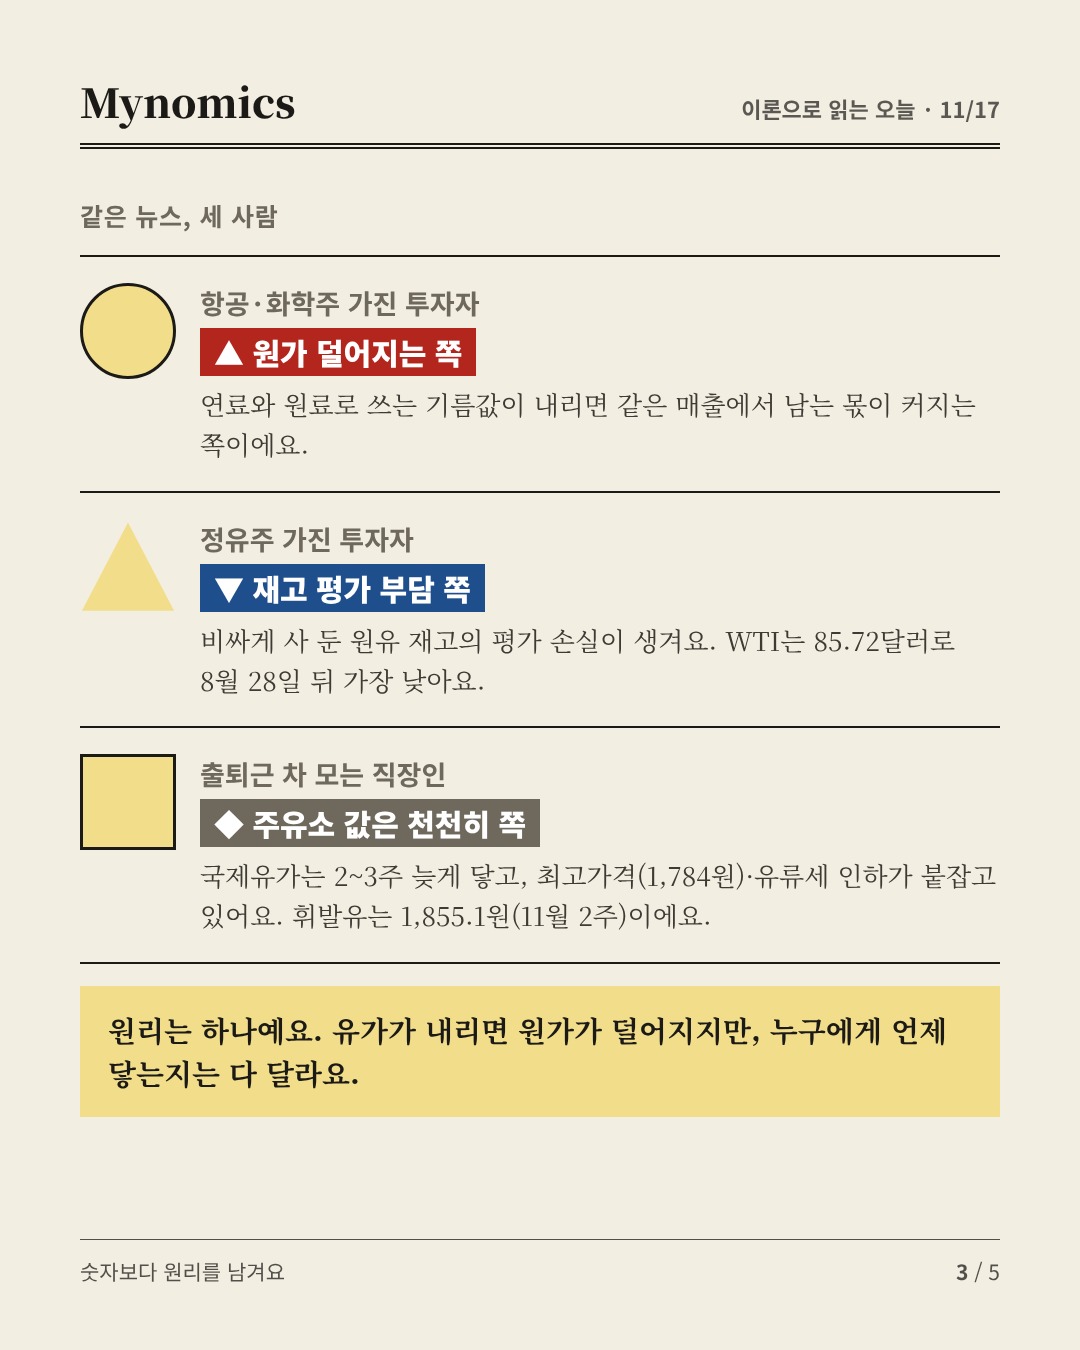 Mynomics
이론으로 읽는 오늘 · 11/17
같은 뉴스, 세 사람
항공·화학주 가진 투자자
▲ 원가 덜어지는 쪽
연료와 원료로 쓰는 기름값이 내리면 같은 매출에서 남는 몫이 커지는
쪽이에요.
정유주 가진 투자자
▼ 재고 평가 부담 쪽
비싸게 사 둔 원유 재고의 평가 손실이 생겨요. WTI는 85.72달러로
8월 28일 뒤 가장 낮아요.
출퇴근 차 모는 직장인
◆ 주유소 값은 천천히 쪽
국제유가는 2~3주 늦게 닿고, 최고가격(1,784원)·유류세 인하가 붙잡고
있어요. 휘발유는 1,855.1원(11월 2주)이에요.
원리는 하나예요. 유가가 내리면 원가가 덜어지지만, 누구에게 언제
닿는지는 다 달라요.
숫자보다 원리를 남겨요
3 / 5